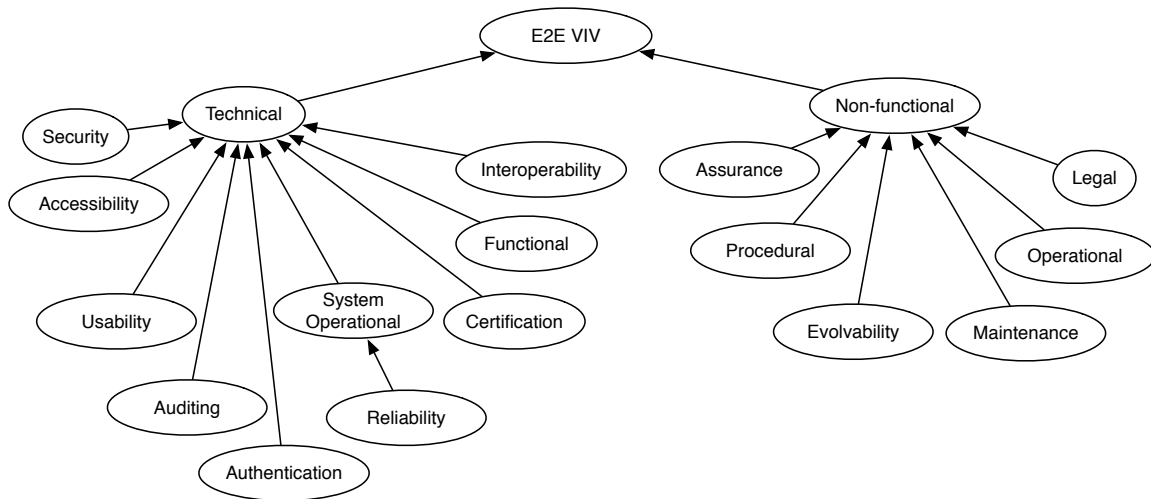 E2E VIV
Technical
Non-functional
Security
Interoperability
Assurance
Legal
Accessibility
Functional
Procedural
Operational
Usability
System
Operational
Certification
Evolvability
Maintenance
Auditing
Reliability
Authentication